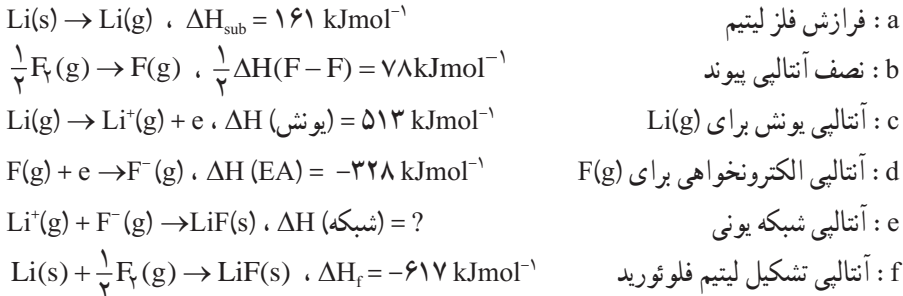 a : فرازش فلز لیتیم Li(s) → Li(g) ، ΔH_sub = ۱۶۱ kJmol⁻¹
b : نصف آنتالپی پیوند ½F₂(g) → F(g) ، ½ΔH(F − F) = ۷۸kJmol⁻¹
c : آنتالپی یونش برای Li(g) Li(g) → Li⁺(g) + e ، ΔH (یونش) = ۵۱۳ kJmol⁻¹
d : آنتالپی الکترونخواهی برای F(g) F(g) + e →F⁻(g) ، ΔH (EA) = −۳۲۸ kJmol⁻¹
e : آنتالپی شبکه یونی Li⁺(g) + F⁻(g) →LiF(s) ، ΔH (شبکه) = ?
f : آنتالپی تشکیل لیتیم فلوئورید Li(s) + ½F₂(g) → LiF(s) ، ΔH_f = −۶۱۷ kJmol⁻¹